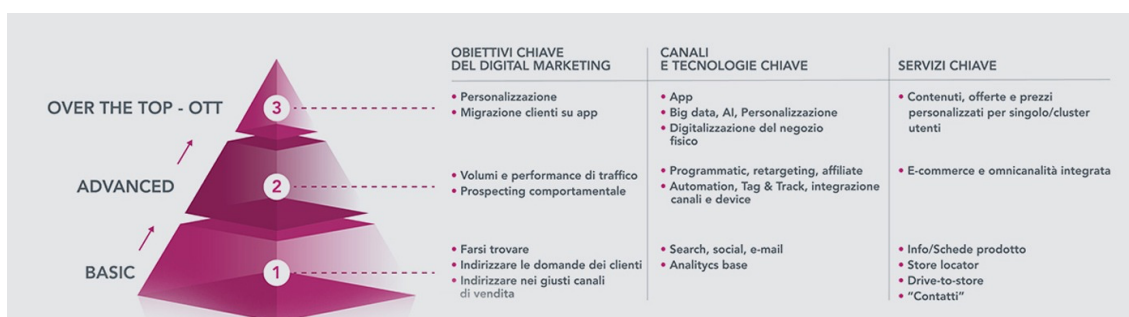 OBIETTIVI CHIAVE
DEL DIGITAL MARKETING
CANALI
E TECNOLOGIE CHIAVE
SERVIZI CHIAVE
OVER THE TOP - OTT
3
• Personalizzazione
• Migrazione clienti su app
• App
• Big data, AI, Personalizzazione
• Digitalizzazione del negozio
fisico
• Contenuti, offerte e prezzi
personalizzati per singolo/cluster
utenti
ADVANCED
2
• Volumi e performance di traffico
• Prospecting comportamentale
• Programmatic, retargeting, affiliate
• Automation, Tag & Track, integrazione
canali e device
• E-commerce e omnicanalità integrata
BASIC
1
• Farsi trovare
• Indirizzare le domande dei clienti
• Indirizzare nei giusti canali
di vendita
• Search, social, e-mail
• Analitycs base
• Info/Schede prodotto
• Store locator
• Drive-to-store
• “Contatti”